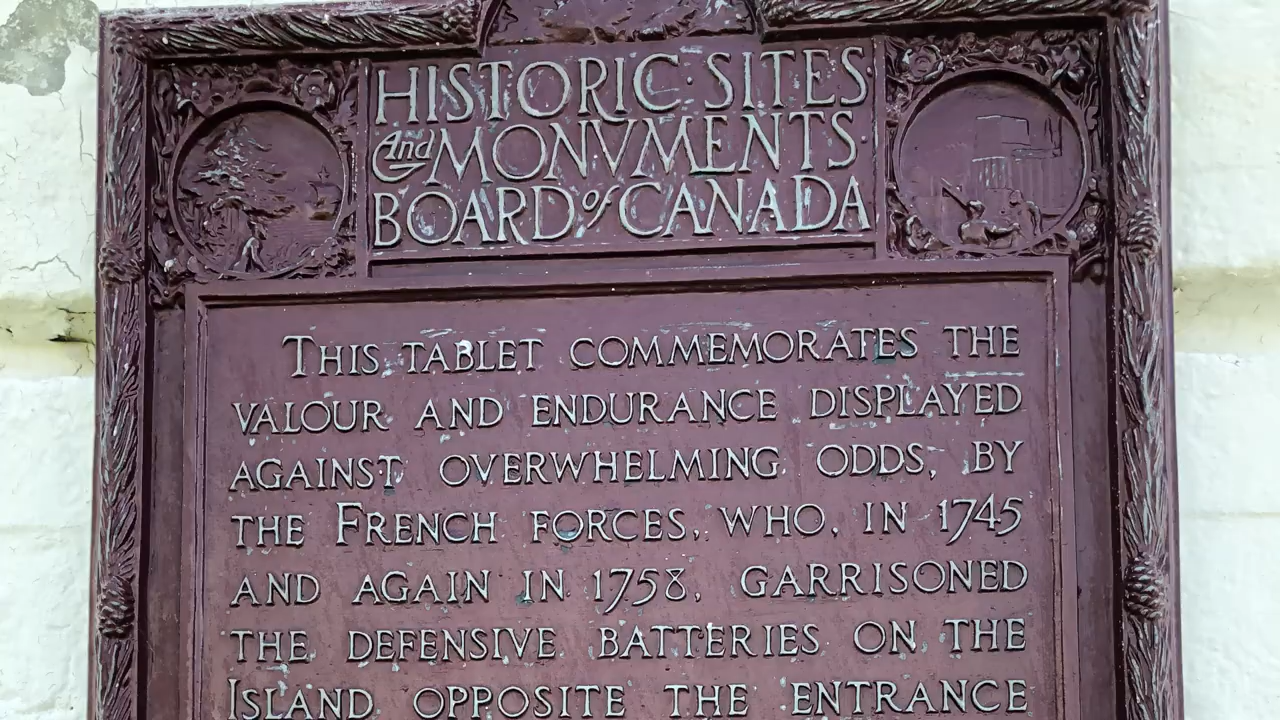 HISTORIC SITES
And MONVMENTS
BOARD of CANADA
THIS TABLET COMMEMORATES THE
VALOUR AND ENDURANCE DISPLAYED
AGAINST OVERWHELMING ODDS, BY
THE FRENCH FORCES, WHO, IN 1745
AND AGAIN IN 1758, GARRISONED
THE DEFENSIVE BATTERIES ON THE
ISLAND OPPOSITE THE ENTRANCE